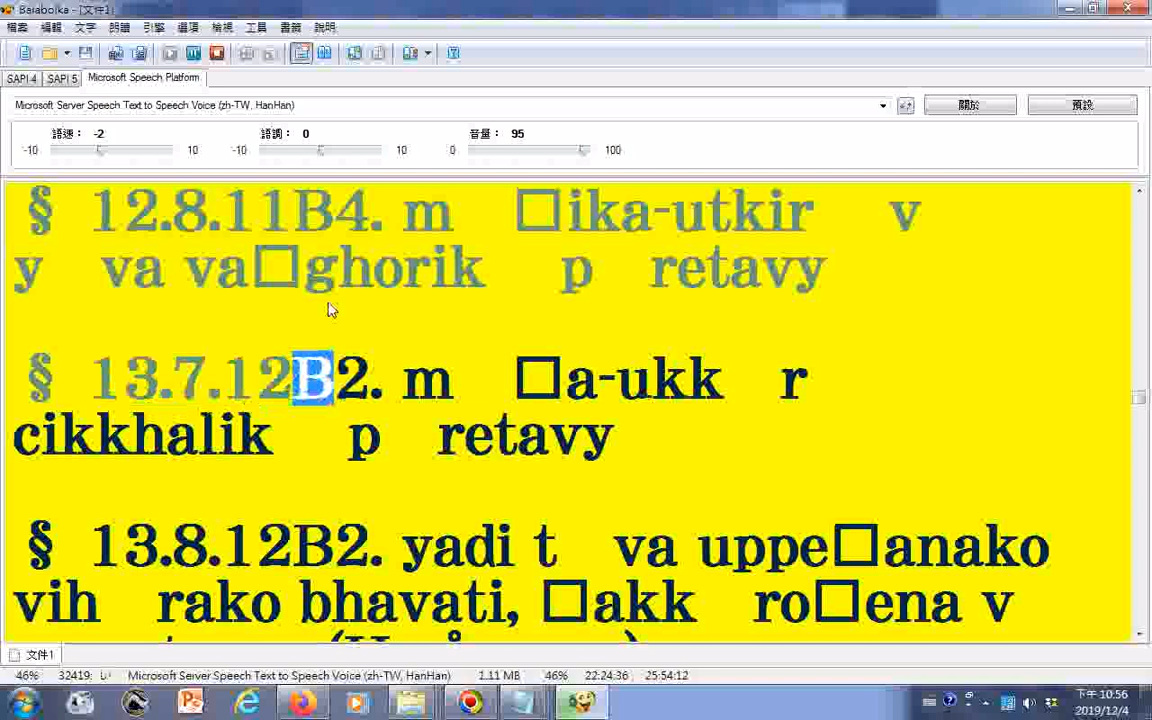 Balabolka - [文件1]
檔案 編輯 文字 朗讀 引擎 選項 檢視 工具 書籤 說明
SAPI 4 SAPI 5 Microsoft Speech Platform
Microsoft Server Speech Text to Speech Voice (zh-TW, HanHan) 關於 預設
語速: -2 語調: 0 音量: 95
-10 10 -10 10 0 100
§ 12.8.11B4. m □ika-utkir v
y va va□ghorik p retavy
§ 13.7.12B2. m □a-ukk r
cikkhalik p retavy
§ 13.8.12B2. yadi t va uppe□anako
vih rako bhavati, □akk ro□ena v
文件1
46% 32419: Microsoft Server Speech Text to Speech Voice (zh-TW, HanHan) 1.11 MB 46% 22:24:36 25:54:12
下午 10:56
2019/12/4